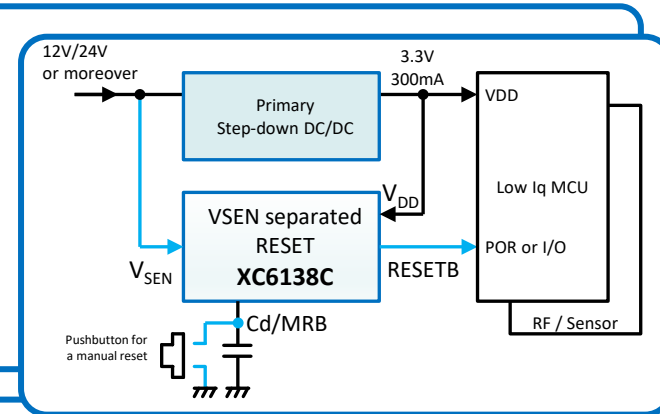 12V/24V
or moreover
3.3V
300mA
Primary
Step-down DC/DC
VDD
Low Iq MCU
VDD
VSEN separated
RESET
XC6138C
VSEN
RESETB
POR or I/O
Cd/MRB
RF / Sensor
Pushbutton for
a manual reset